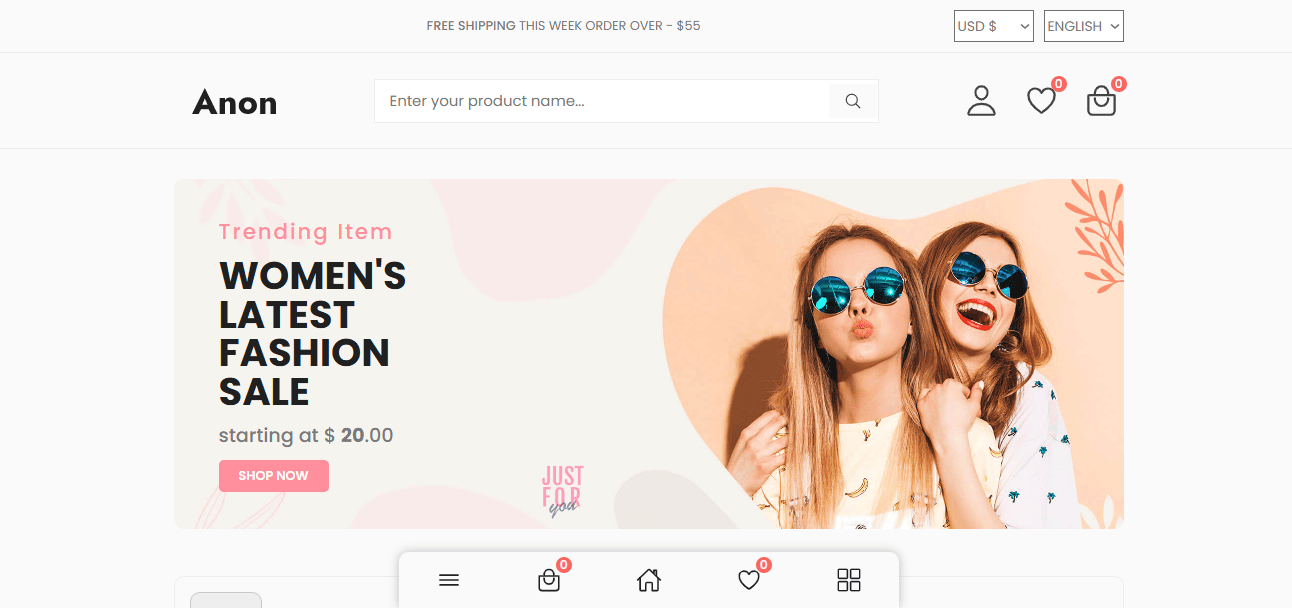 FREE SHIPPING THIS WEEK ORDER OVER - $55
USD $
ENGLISH
Anon
Enter your product name...
0
0
Trending Item
WOMEN'S
LATEST
FASHION
SALE
starting at $ 20.00
SHOP NOW
JUST
FOR
you
0
0